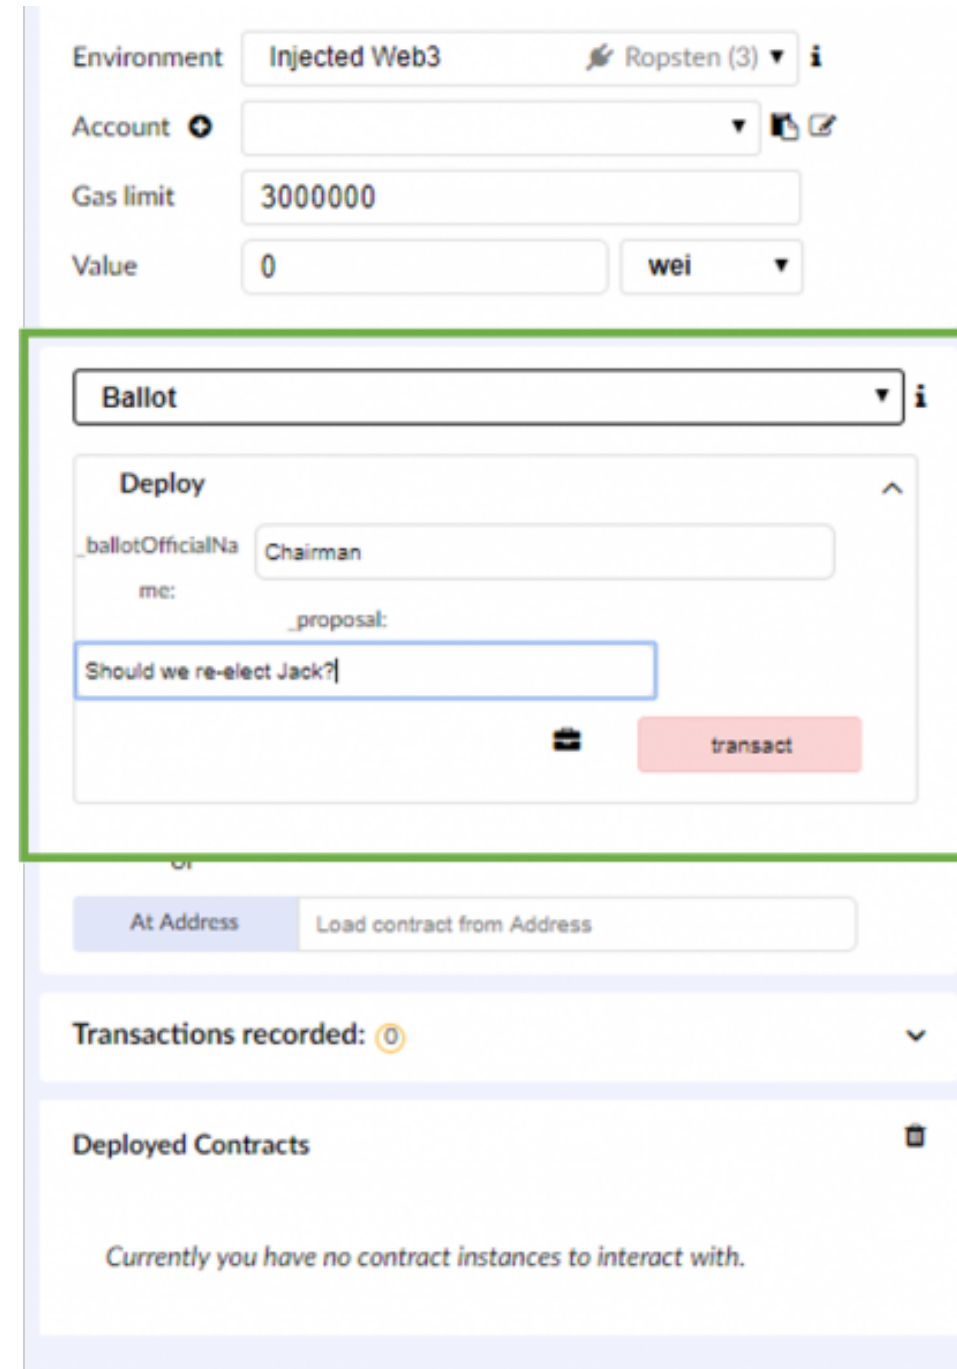 Environment Injected Web3 Ropsten (3)
Account
Gas limit 3000000
Value 0 wei
Ballot
Deploy
_ballotOfficialNa
me:
Chairman
_proposal:
Should we re-elect Jack?
transact
or
At Address Load contract from Address
Transactions recorded: 0
Deployed Contracts
Currently you have no contract instances to interact with.